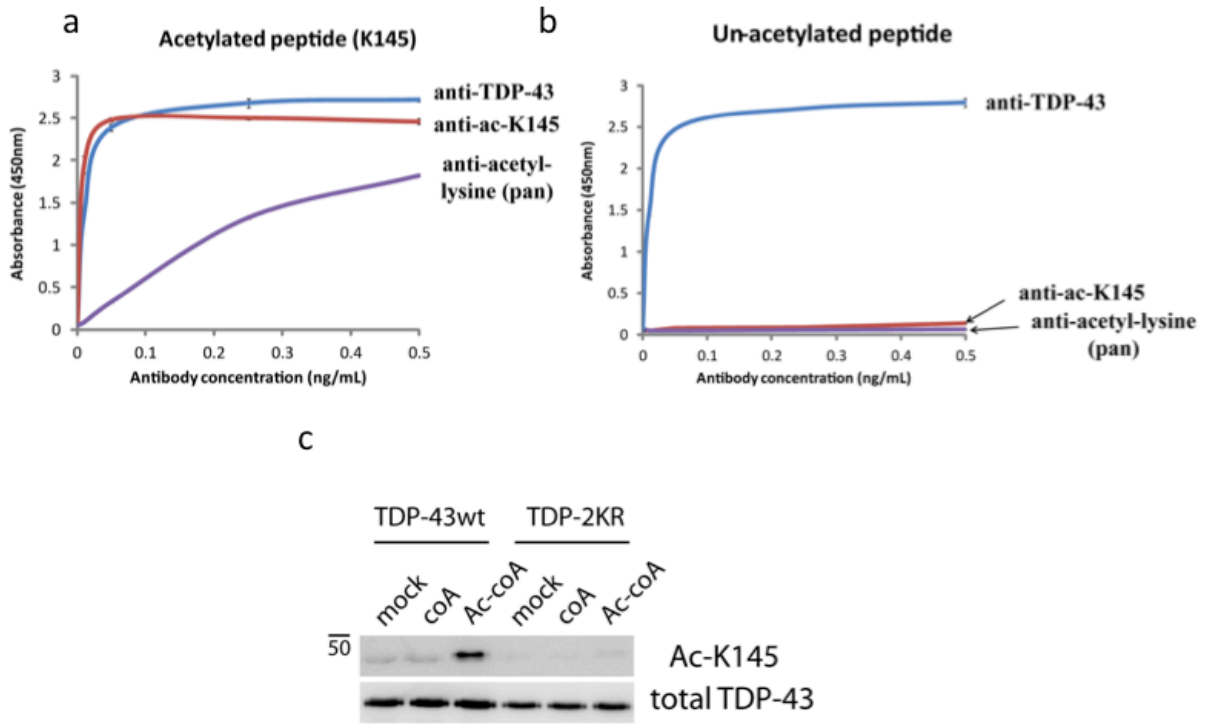 a
Acetylated peptide (K145)
3
2.5
2
1.5
1
0.5
0
0
0.1
0.2
0.3
0.4
0.5
Absorbance (450nm)
Antibody concentration (ng/mL)
anti-TDP-43
anti-ac-K145
anti-acetyl-
lysine (pan)
b
Un-acetylated peptide
3
2.5
2
1.5
1
0.5
0
0
0.1
0.2
0.3
0.4
0.5
Absorbance (450nm)
Antibody concentration (ng/mL)
anti-TDP-43
anti-ac-K145
anti-acetyl-lysine
(pan)
c
TDP-43wt
TDP-2KR
mock
coA
Ac-coA
mock
coA
Ac-coA
50
Ac-K145
total TDP-43